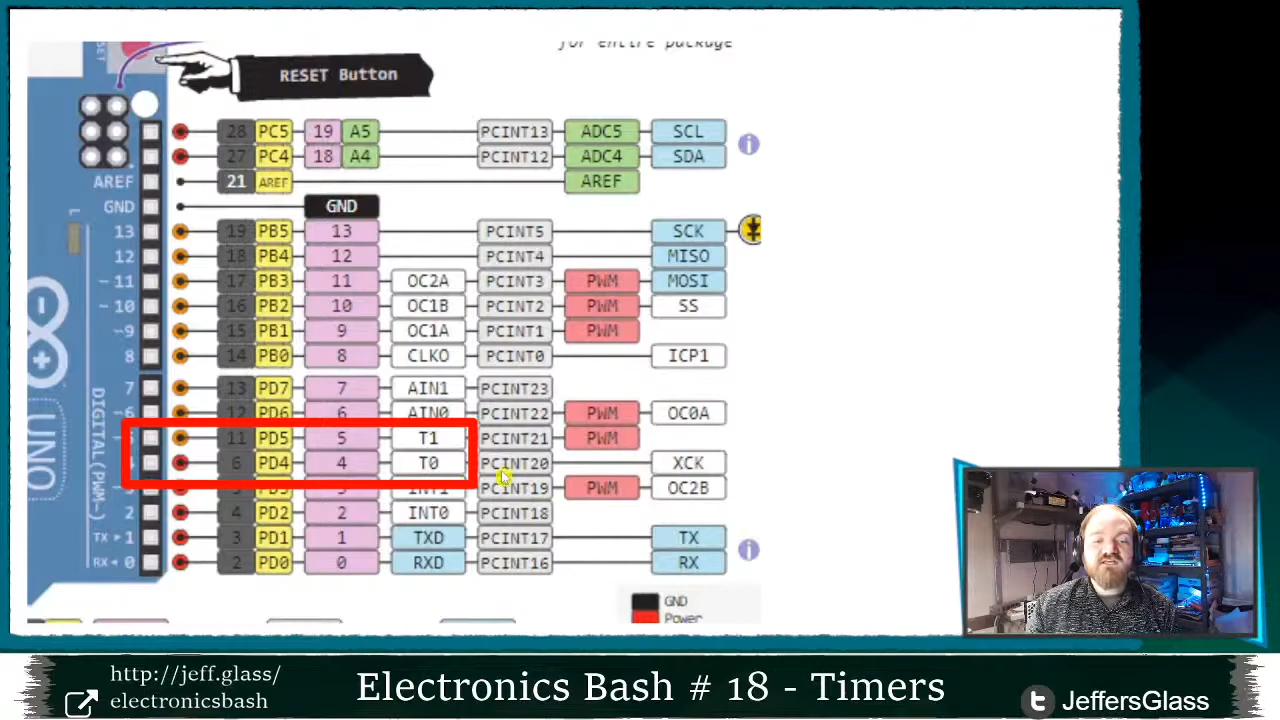 for entire package
RESET Button
28 PC5 19 A5 PCINT13 ADC5 SCL
27 PC4 18 A4 PCINT12 ADC4 SDA
AREF 21 AREF AREF
GND GND
13 19 PB5 13 PCINT5 SCK
12 18 PB4 12 PCINT4 MISO
~11 17 PB3 11 OC2A PCINT3 PWM MOSI
~10 16 PB2 10 OC1B PCINT2 PWM SS
~9 15 PB1 9 OC1A PCINT1 PWM
8 14 PB0 8 CLKO PCINT0 ICP1
7 13 PD7 7 AIN1 PCINT23
~6 12 PD6 6 AIN0 PCINT22 PWM OC0A
11 PD5 5 T1 PCINT21 PWM
6 PD4 4 T0 PCINT20 XCK
INT1 PCINT19 PWM OC2B
2 4 PD2 2 INT0 PCINT18
TX 1 3 PD1 1 TXD PCINT17 TX
RX 0 2 PD0 0 RXD PCINT16 RX
L
UNO
DIGITAL (PWM~)
GND
Power
http://jeff.glass/
electronicsbash
Electronics Bash # 18 - Timers
JeffersGlass